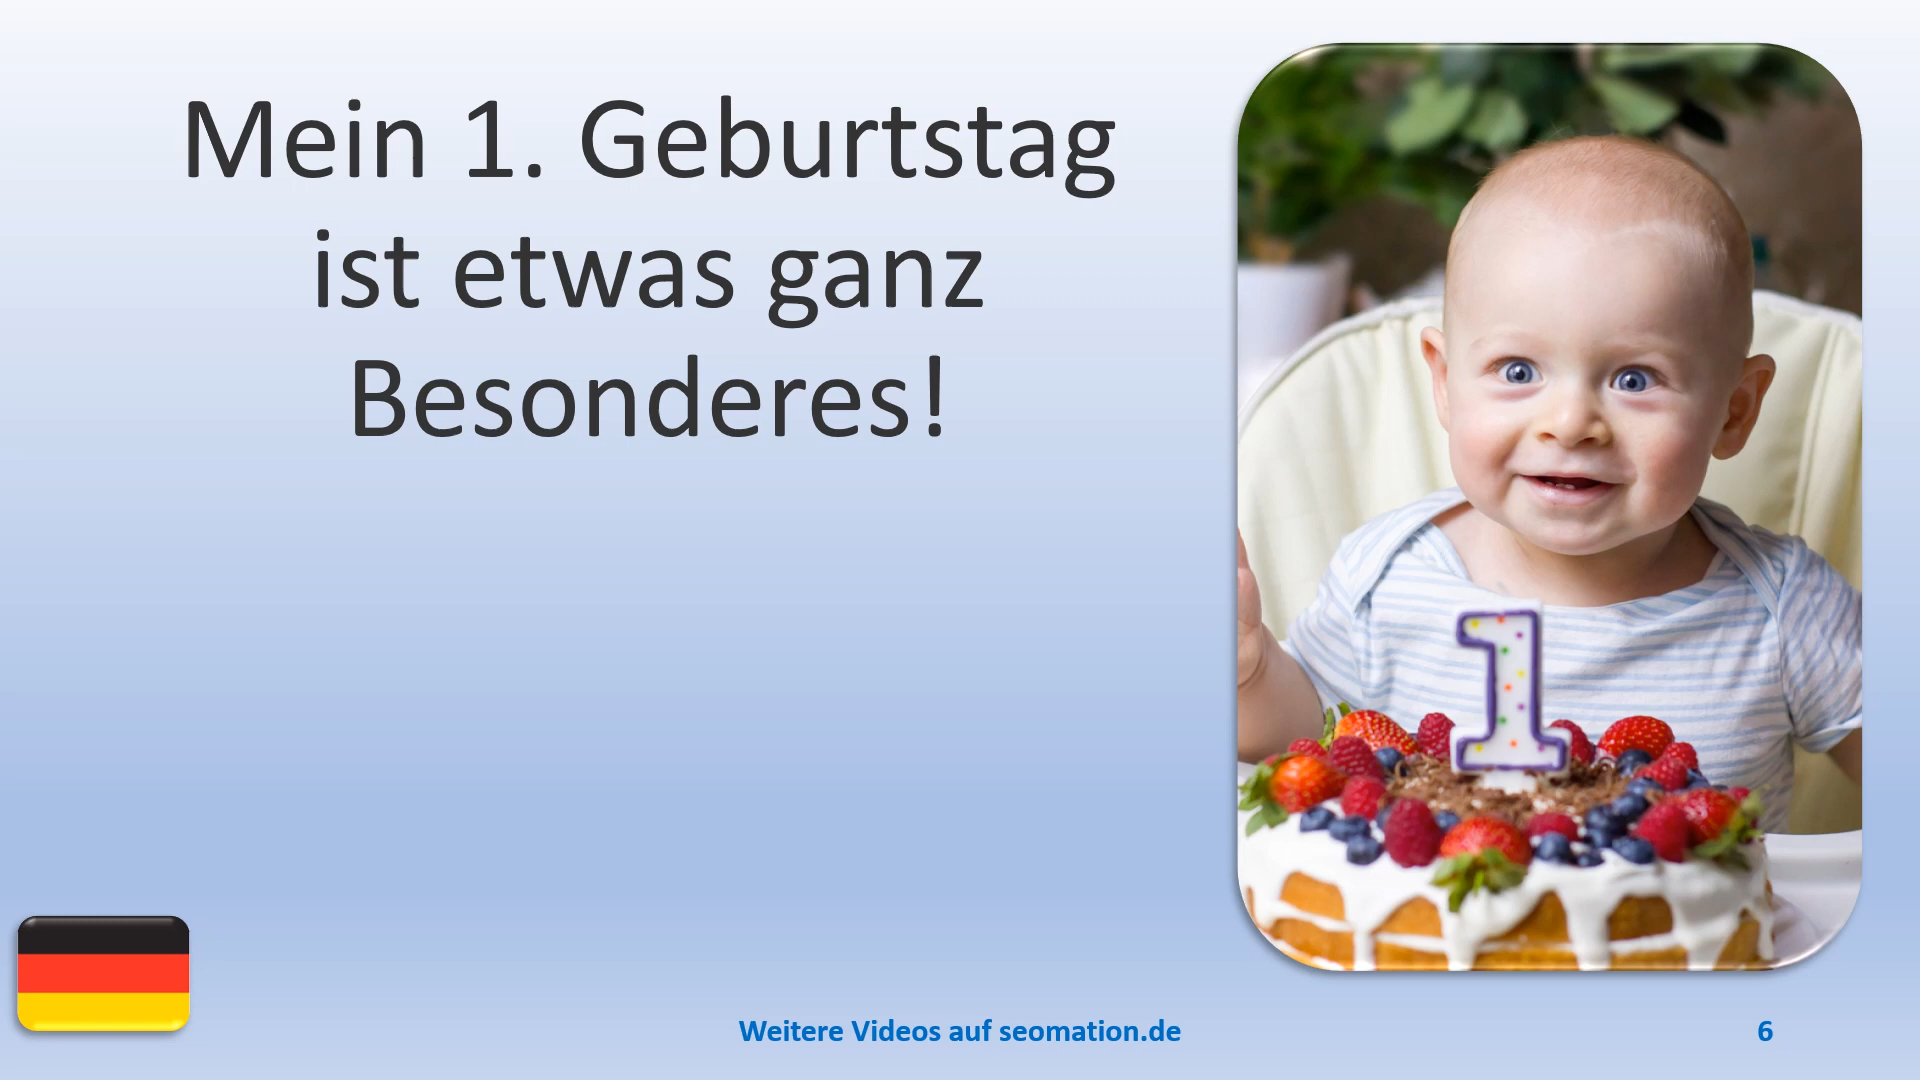 Mein 1. Geburtstag
ist etwas ganz
Besonderes!
1
Weitere Videos auf seomation.de
6